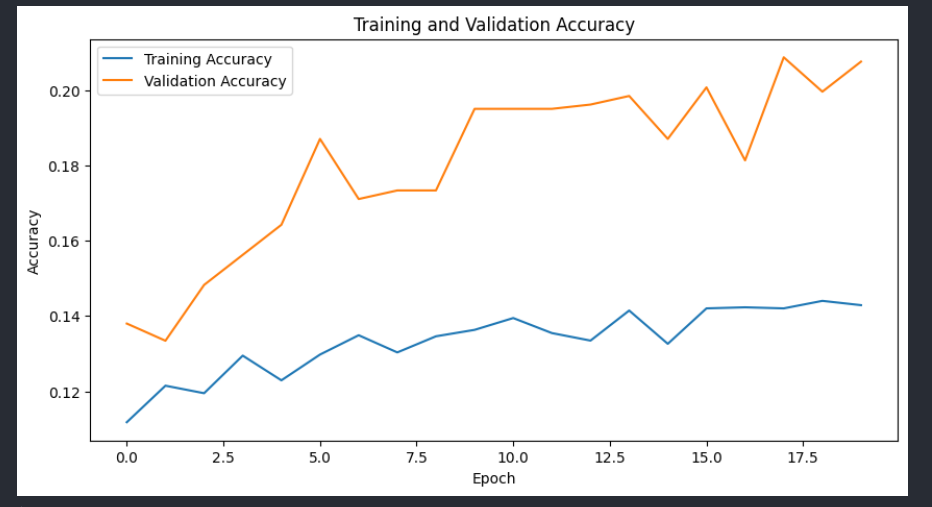 Training and Validation Accuracy
Training Accuracy
Validation Accuracy
0.20
0.18
0.16
0.14
0.12
Accuracy
0.0 2.5 5.0 7.5 10.0 12.5 15.0 17.5
Epoch